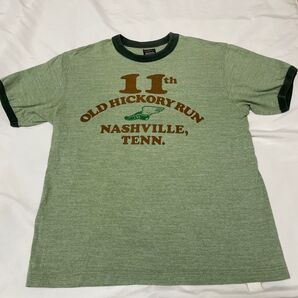 11th
OLD HICKORY RUN
NASHVILLE,
TENN.